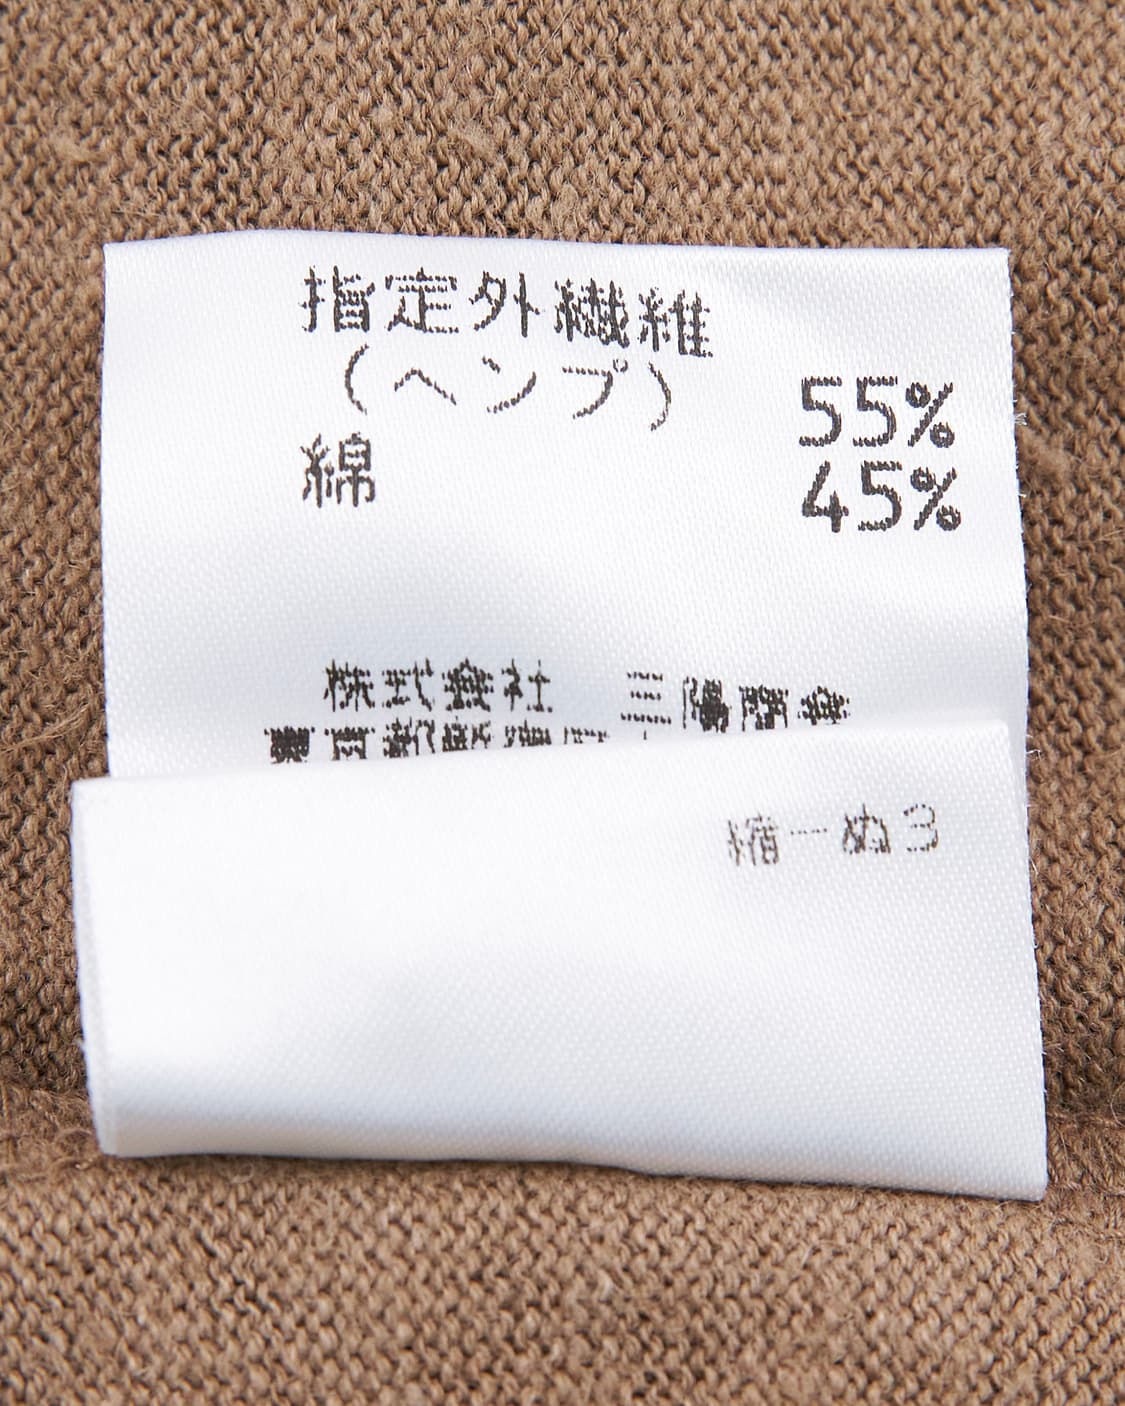 指定外繊維
(ヘンプ) 55%
綿 45%
株式会社 三陽商会
縮一ぬ3